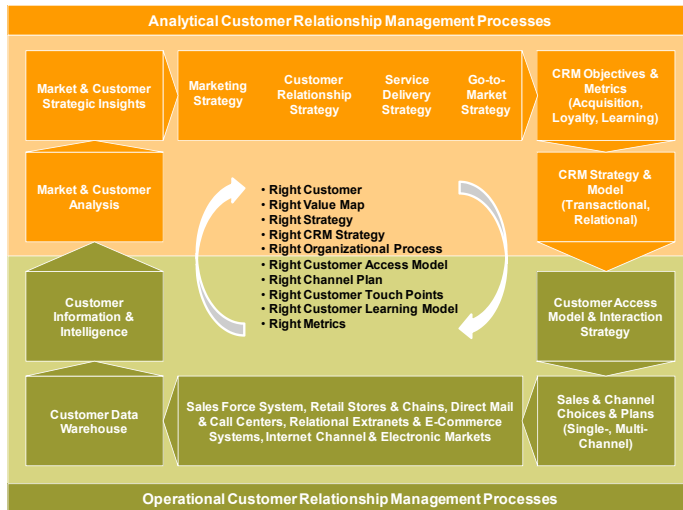 Analytical Customer Relationship Management Processes
Market & Customer
Strategic Insights
Marketing
Strategy
Customer
Relationship
Strategy
Service
Delivery
Strategy
Go-to-
Market
Strategy
CRM Objectives &
Metrics
(Acquisition,
Loyalty, Learning)
Market & Customer
Analysis
• Right Customer
• Right Value Map
• Right Strategy
• Right CRM Strategy
• Right Organizational Process
• Right Customer Access Model
• Right Channel Plan
• Right Customer Touch Points
• Right Customer Learning Model
• Right Metrics
CRM Strategy &
Model
(Transactional,
Relational)
Customer
Information &
Intelligence
Customer Access
Model & Interaction
Strategy
Customer Data
Warehouse
Sales Force System, Retail Stores & Chains, Direct Mail
& Call Centers, Relational Extranets & E-Commerce
Systems, Internet Channel & Electronic Markets
Sales & Channel
Choices & Plans
(Single-, Multi-
Channel)
Operational Customer Relationship Management Processes